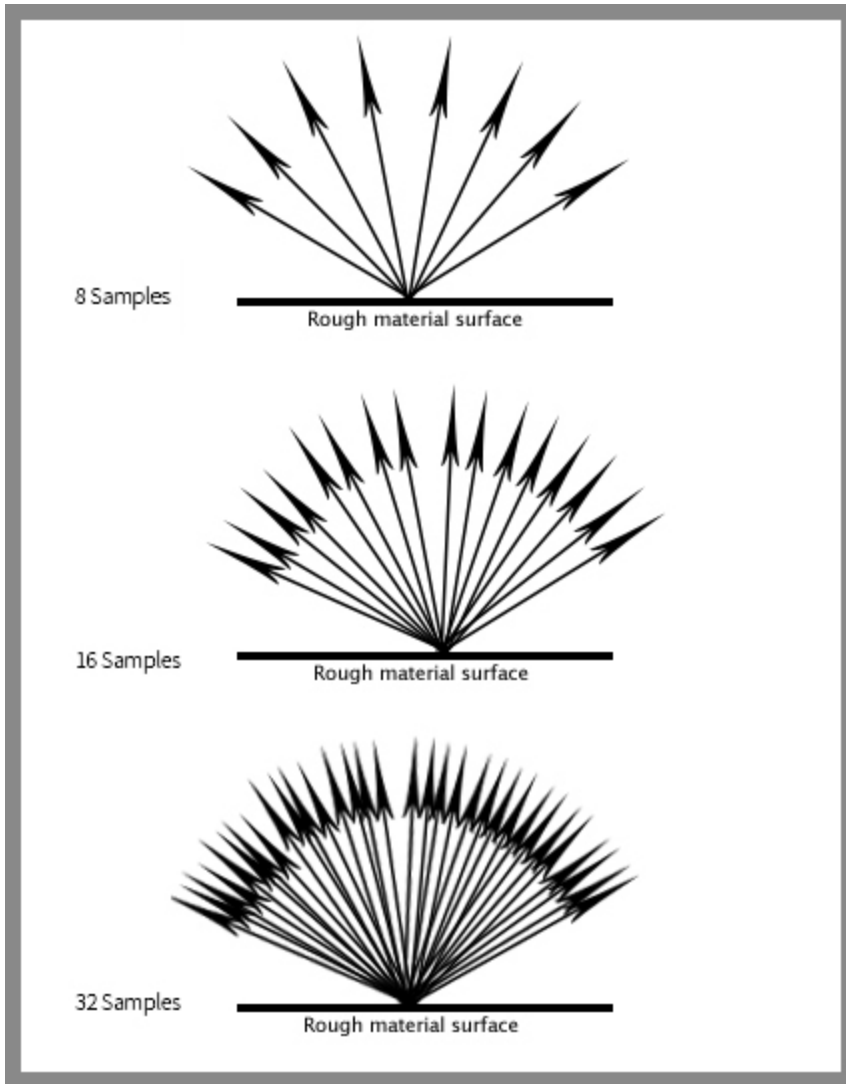 8 Samples
Rough material surface
16 Samples
Rough material surface
32 Samples
Rough material surface